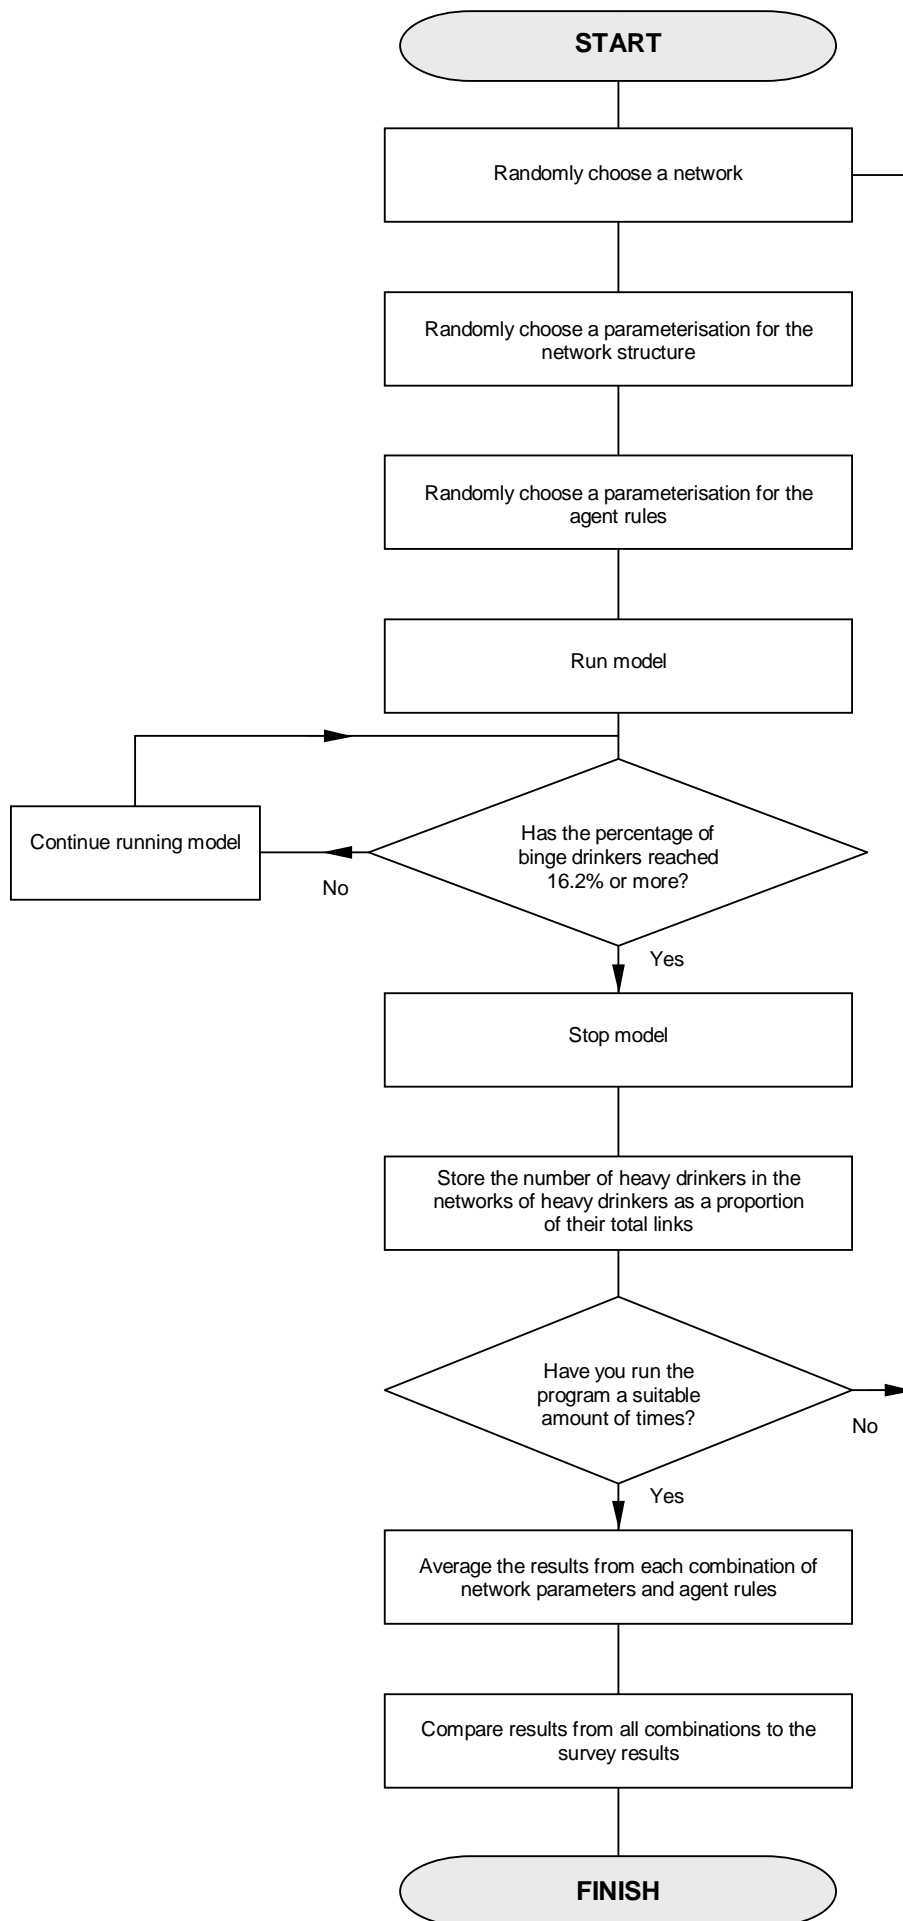 START
Randomly choose a network
Randomly choose a parameterisation for the
network structure
Randomly choose a parameterisation for the
agent rules
Run model
Continue running model
Has the percentage of
binge drinkers reached
16.2% or more?
No
Yes
Stop model
Store the number of heavy drinkers in the
networks of heavy drinkers as a proportion
of their total links
Have you run the
program a suitable
amount of times?
No
Yes
Average the results from each combination of
network parameters and agent rules
Compare results from all combinations to the
survey results
FINISH